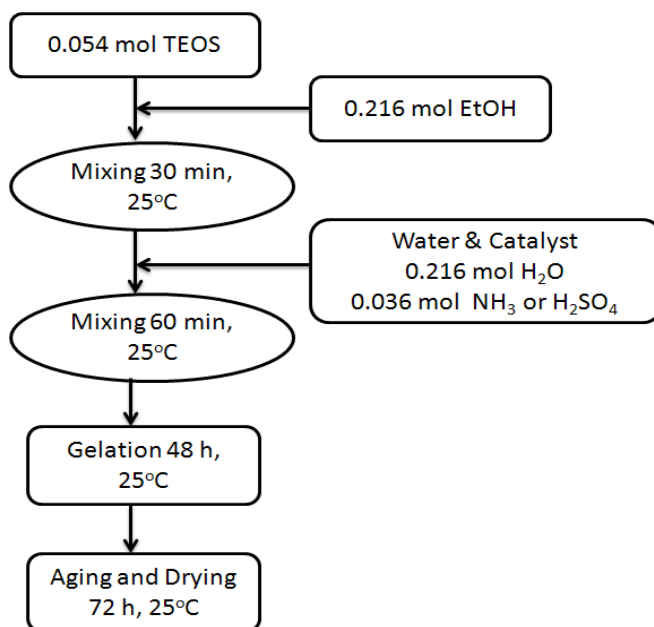 0.054 mol TEOS
0.216 mol EtOH
Mixing 30 min,
25°C
Water & Catalyst
0.216 mol H₂O
0.036 mol NH₃ or H₂SO₄
Mixing 60 min,
25°C
Gelation 48 h,
25°C
Aging and Drying
72 h, 25°C